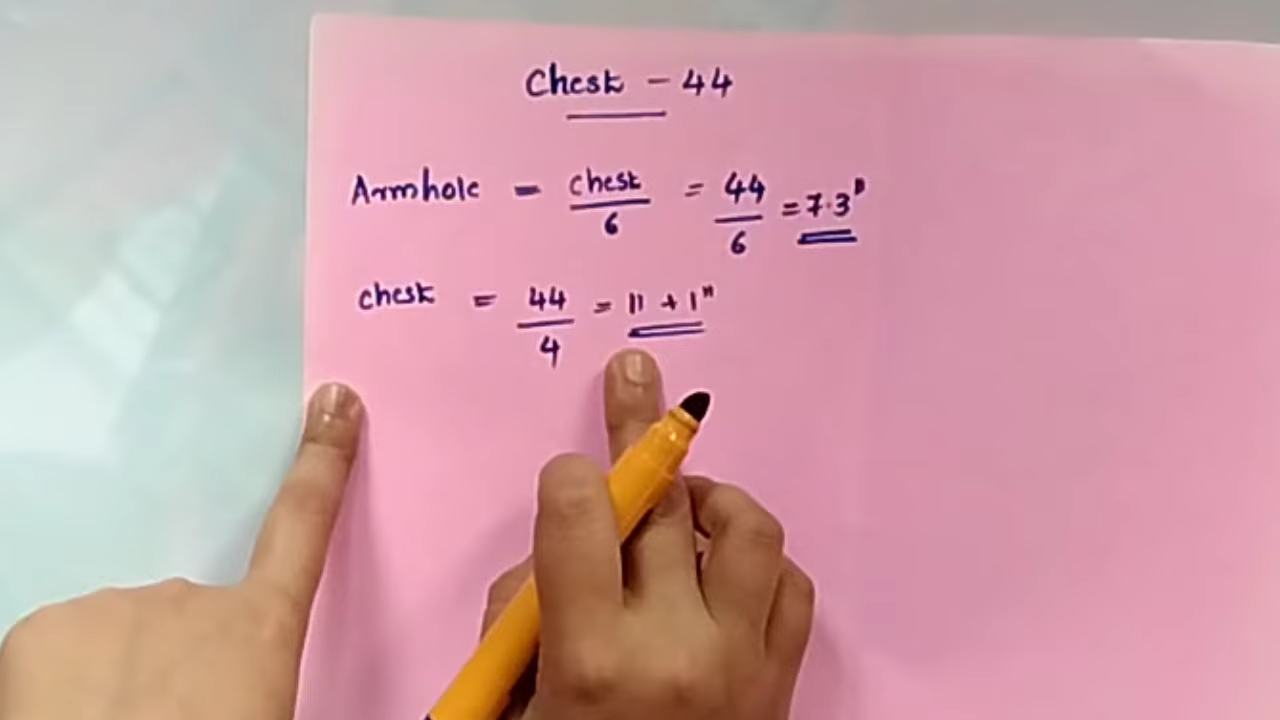 Chest - 44
Armhole = chest/6 = 44/6 = 7.3"
chest = 44/4 = 11 + 1"